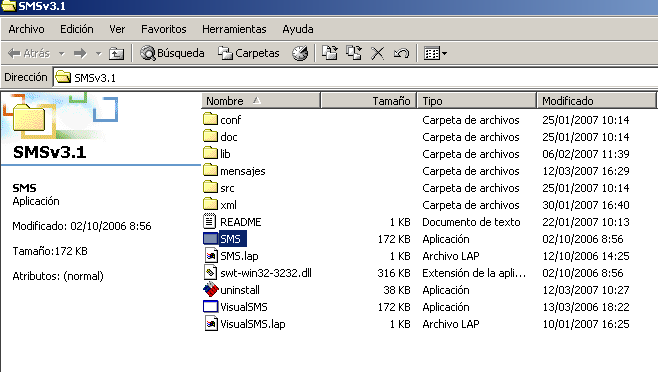 SMSv3.1
Archivo Edición Ver Favoritos Herramientas Ayuda
Atrás Búsqueda Carpetas
Dirección SMSv3.1
SMSv3.1
SMS
Aplicación
Modificado: 02/10/2006 8:56
Tamaño:172 KB
Atributos: (normal)
Nombre Tamaño Tipo Modificado
conf Carpeta de archivos 25/01/2007 10:14
doc Carpeta de archivos 25/01/2007 10:14
lib Carpeta de archivos 06/02/2007 11:39
mensajes Carpeta de archivos 12/03/2007 16:29
src Carpeta de archivos 25/01/2007 10:14
xml Carpeta de archivos 30/01/2007 16:40
README 1 KB Documento de texto 22/01/2007 10:13
SMS 172 KB Aplicación 02/10/2006 8:56
SMS.lap 1 KB Archivo LAP 12/10/2006 14:25
swt-win32-3232.dll 316 KB Extensión de la apli... 02/10/2006 8:56
uninstall 38 KB Aplicación 12/03/2007 10:27
VisualSMS 172 KB Aplicación 13/03/2006 18:22
VisualSMS.lap 1 KB Archivo LAP 10/01/2007 16:25